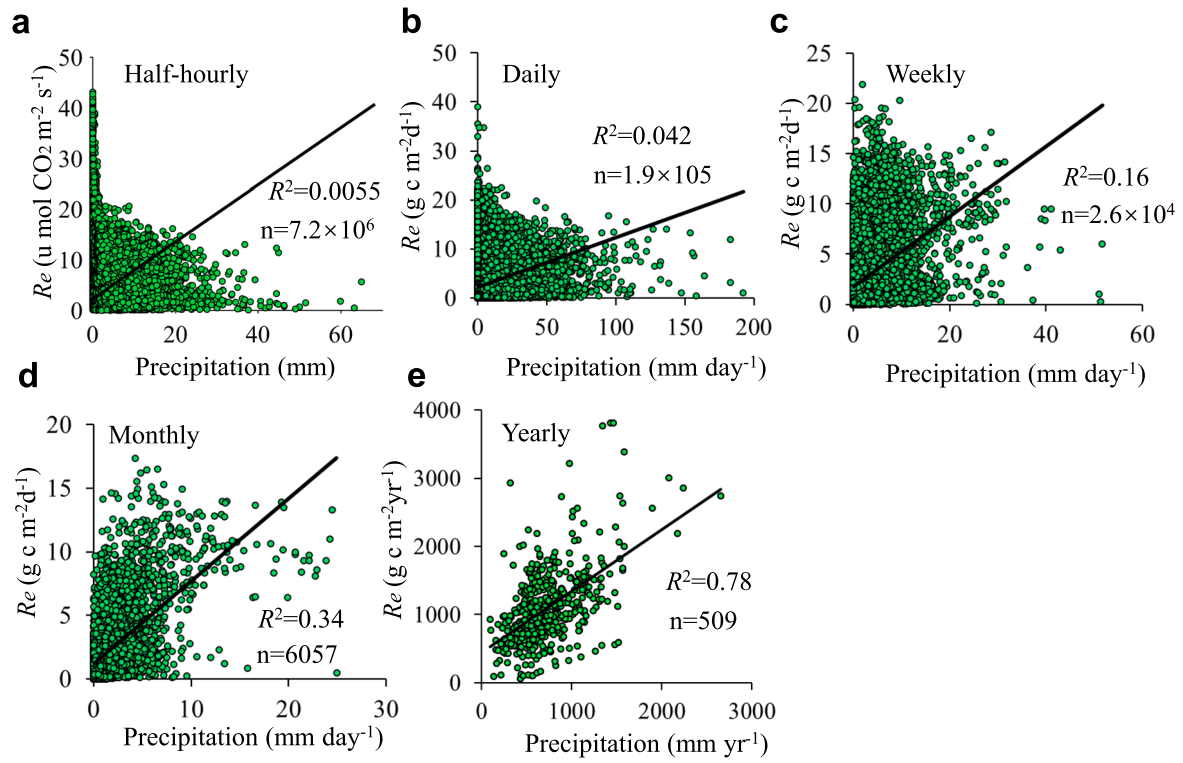 a
Half-hourly
50
40
30
20
10
0
Re (u mol CO2 m-2 s-1)
R2=0.0055
n=7.2×106
0 20 40 60
Precipitation (mm)
b
Daily
50
40
30
20
10
0
Re (g c m-2d-1)
R2=0.042
n=1.9×105
0 50 100 150 200
Precipitation (mm day-1)
c
Weekly
25
20
15
10
5
0
Re (g c m-2d-1)
R2=0.16
n=2.6×104
0 20 40 60
Precipitation (mm day-1)
d
Monthly
20
15
10
5
0
Re (g c m-2d-1)
R2=0.34
n=6057
0 10 20 30
Precipitation (mm day-1)
e
Yearly
4000
3000
2000
1000
0
Re (g c m-2yr-1)
R2=0.78
n=509
0 1000 2000 3000
Precipitation (mm yr-1)